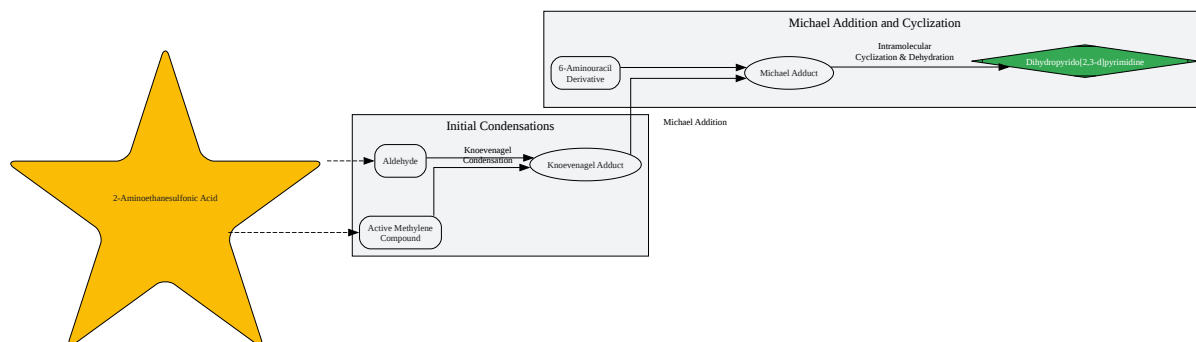 Michael Addition and Cyclization
6-Aminouracil
Derivative
Michael Adduct
Intramolecular
Cyclization & Dehydration
Dihydropyrido[2,3-d]pyrimidine
Michael Addition
Initial Condensations
Aldehyde
Knoevenagel
Condensation
Knoevenagel Adduct
Active Methylene
Compound
2-Aminoethanesulfonic Acid